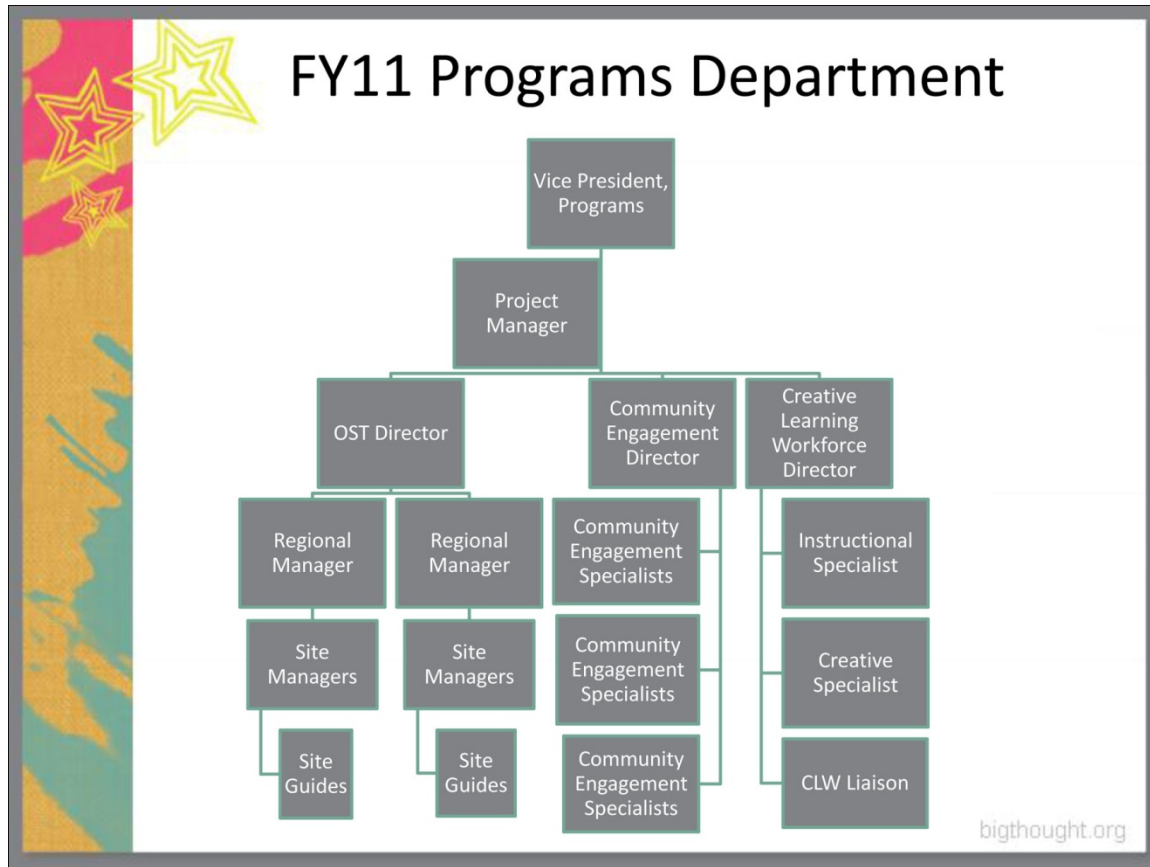 FY11 Programs Department
Vice President,
Programs
Project
Manager
OST Director
Community
Engagement
Director
Creative
Learning
Workforce
Director
Regional
Manager
Regional
Manager
Community
Engagement
Specialists
Instructional
Specialist
Site
Managers
Site
Managers
Community
Engagement
Specialists
Creative
Specialist
Site
Guides
Site
Guides
Community
Engagement
Specialists
CLW Liaison
bigthought.org